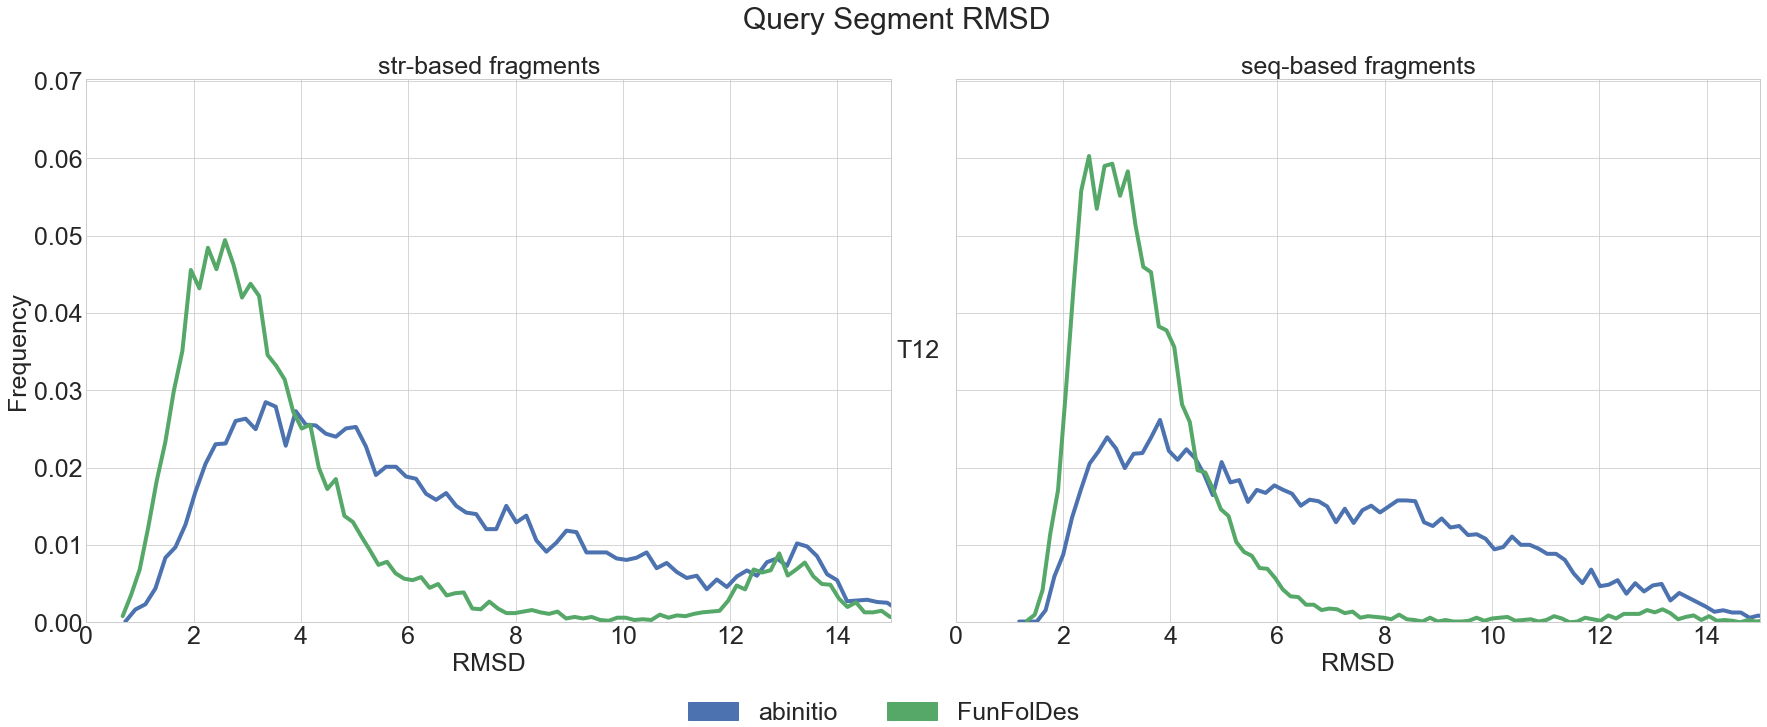 Query Segment RMSD
str-based fragments
seq-based fragments
0.07
0.06
0.05
0.04
0.03
0.02
0.01
0.00
Frequency
T12
0 2 4 6 8 10 12 14
0 2 4 6 8 10 12 14
RMSD
RMSD
abinitio
FunFolDes